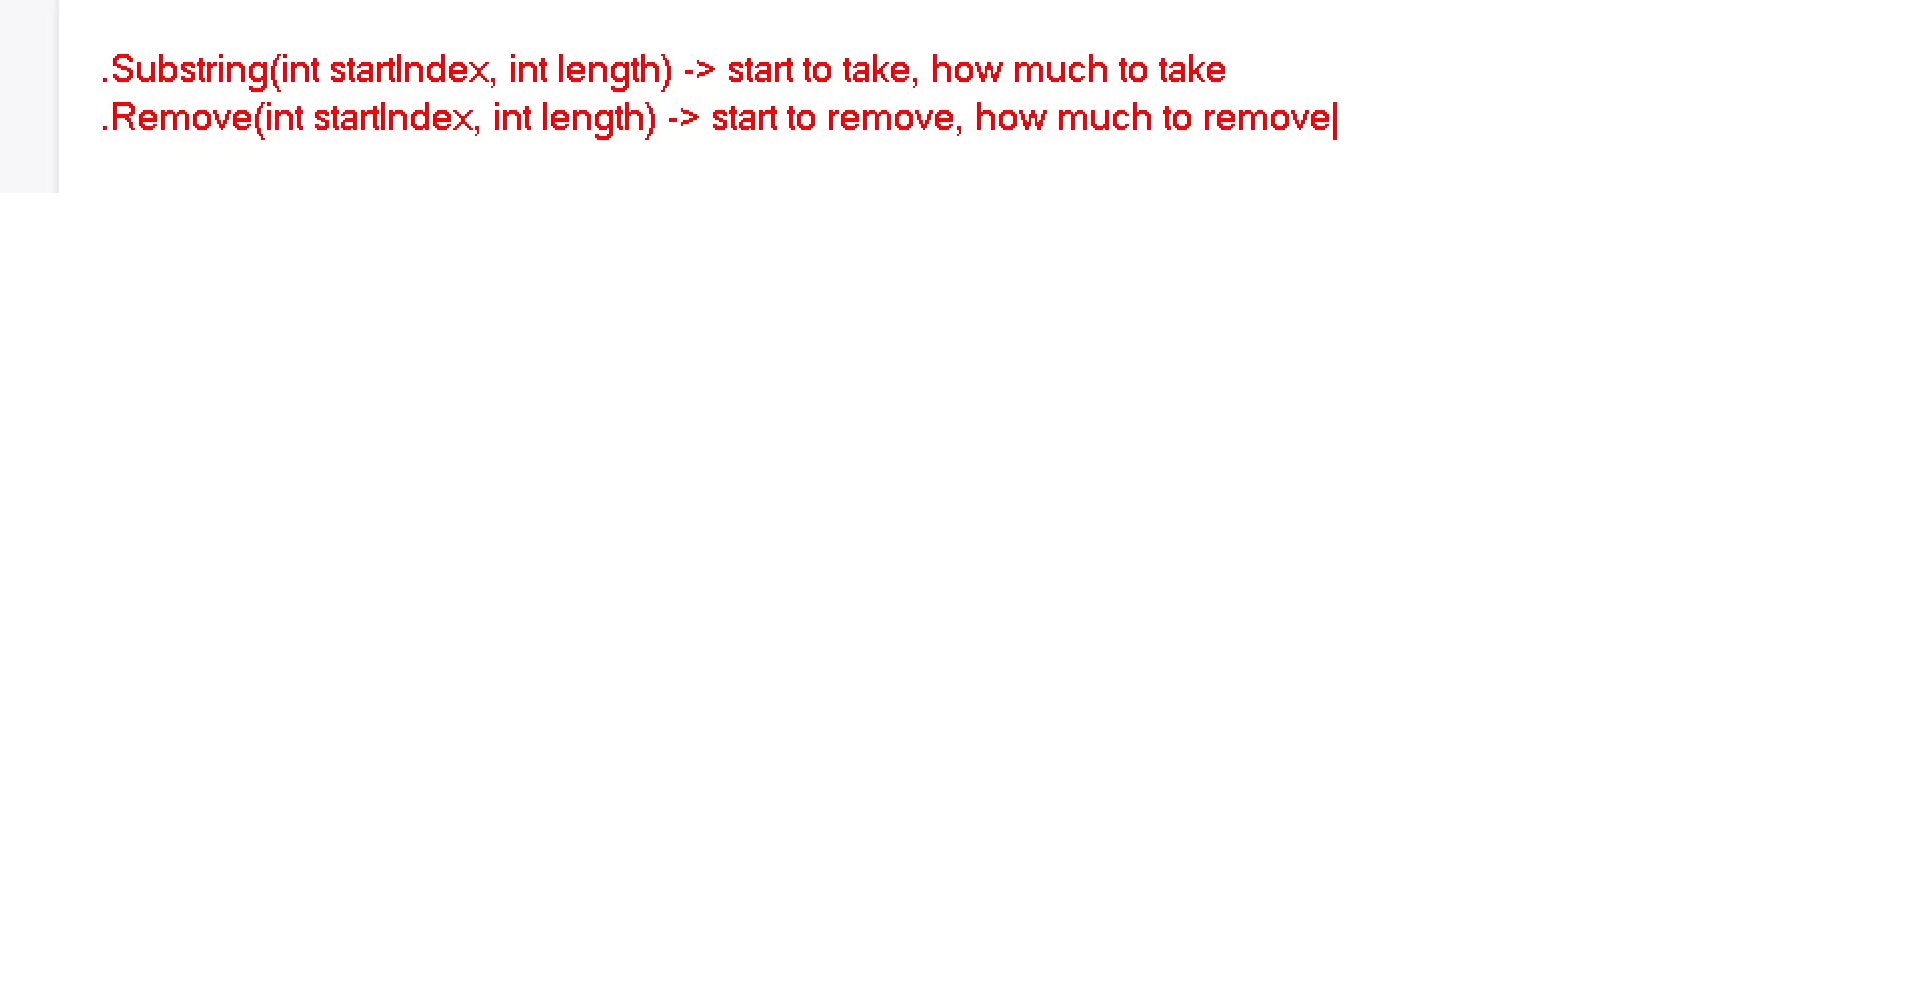 .Substring(int startIndex, int length) -> start to take, how much to take
.Remove(int startIndex, int length) -> start to remove, how much to remove